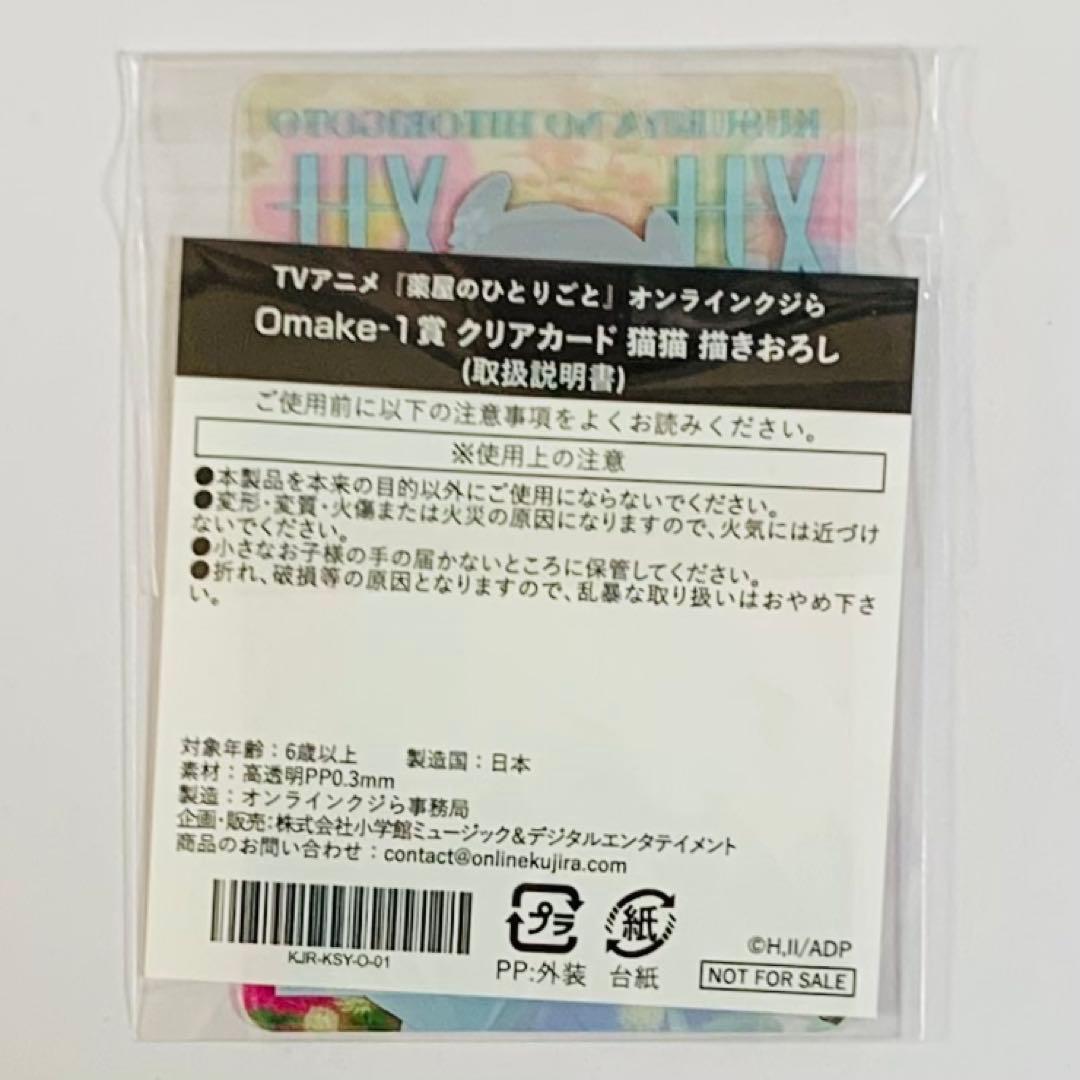 KUSURIYA NO HITORIGOTO
TVアニメ『薬屋のひとりごと』オンラインクジら
Omake-1賞 クリアカード 猫猫 描きおろし
(取扱説明書)
ご使用前に以下の注意事項をよくお読みください。
※使用上の注意
●本製品を本来の目的以外にご使用にならないでください。
●変形・変質・火傷または火災の原因になりますので、火気には近づけ
ないでください。
●小さなお子様の手の届かないところに保管してください。
●折れ、破損等の原因となりますので、乱暴な取り扱いはおやめ下さ
い。
対象年齢：6歳以上 製造国：日本
素材：高透明PP0.3mm
製造：オンラインクジら事務局
企画・販売：株式会社小学館ミュージック&デジタルエンタテイメント
商品のお問い合わせ：contact@onlinekujira.com
KJR-KSY-O-01
プラ
PP:外装
紙
台紙
©H,II/ADP
NOT FOR SALE